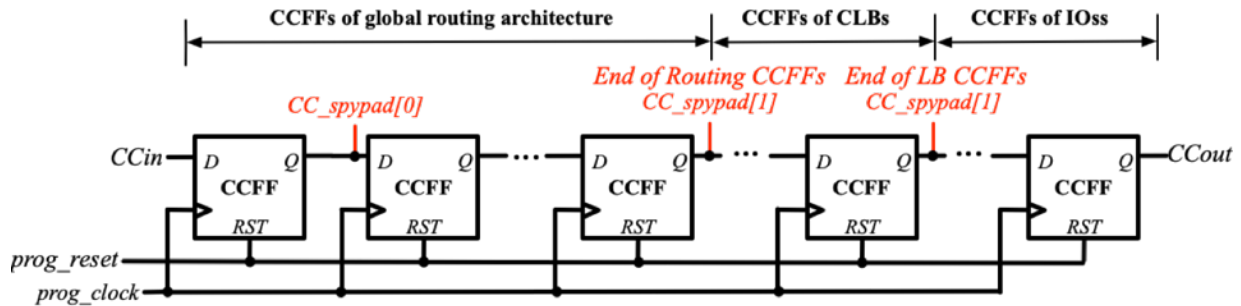 CCFFs of global routing architecture
CCFFs of CLBs
CCFFs of IOss
End of Routing CCFFs
End of LB CCFFs
CC_spypad[0]
CC_spypad[1]
CC_spypad[1]
CCin
D Q
CCFF
RST
D Q
CCFF
RST
...
D Q
CCFF
RST
...
D Q
CCFF
RST
...
D Q
CCFF
RST
CCout
prog_reset
prog_clock